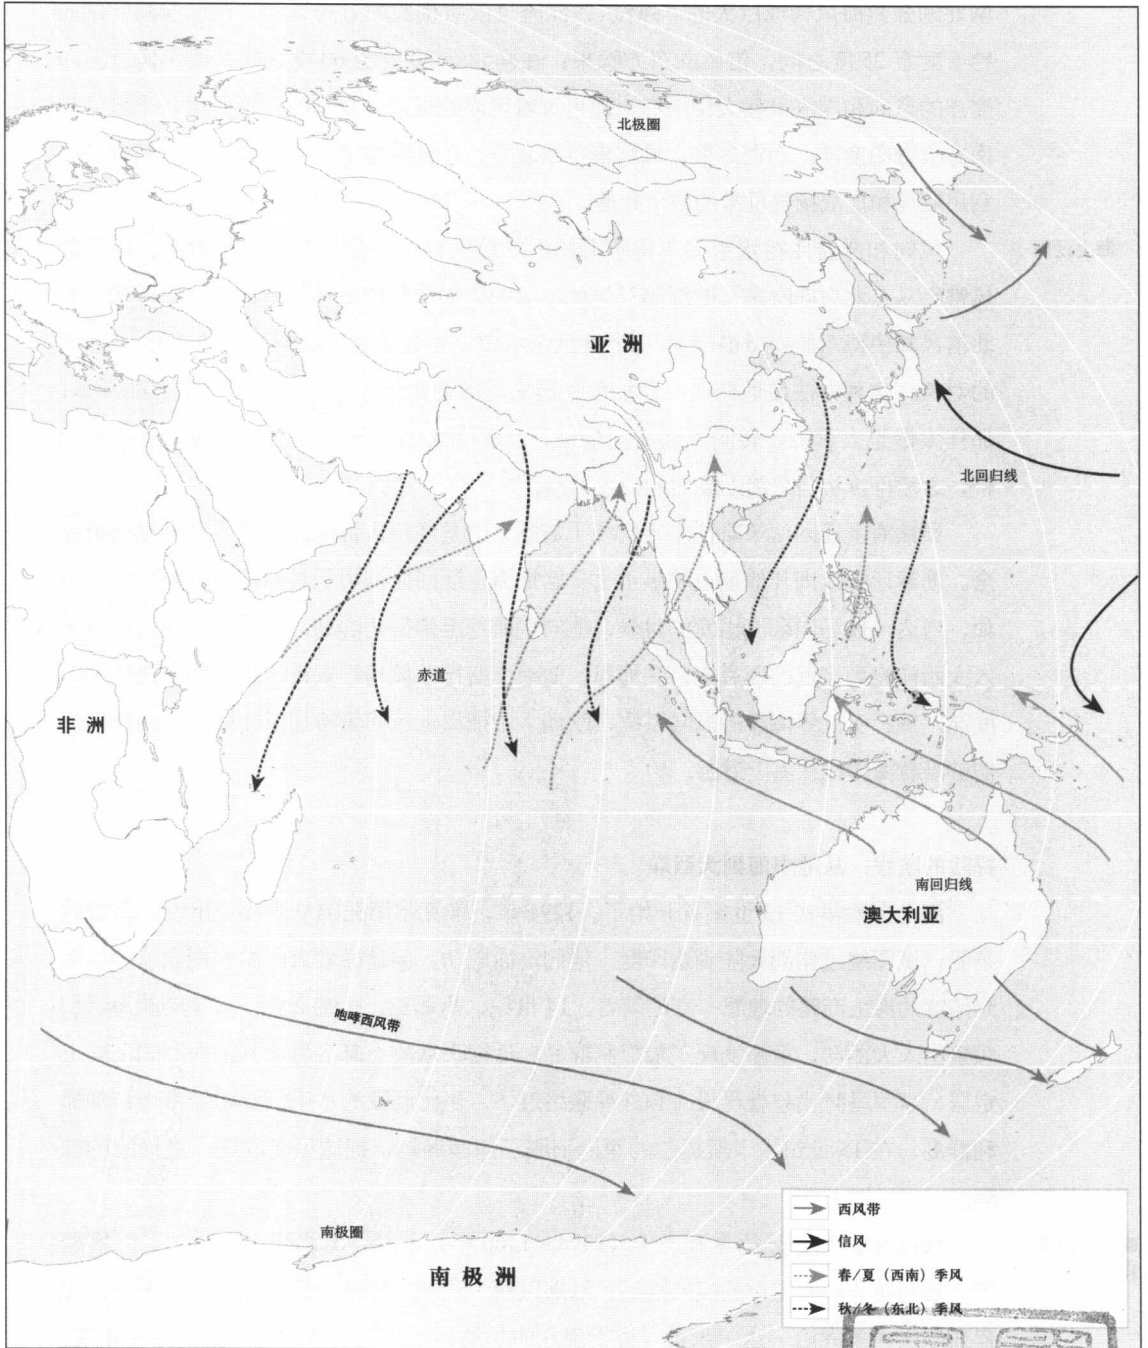 北极圈
亚 洲
北回归线
赤道
非 洲
南回归线
澳大利亚
咆哮西风带
南极圈
南 极 洲
西风带
信风
春/夏（西南）季风
秋/冬（东北）季风